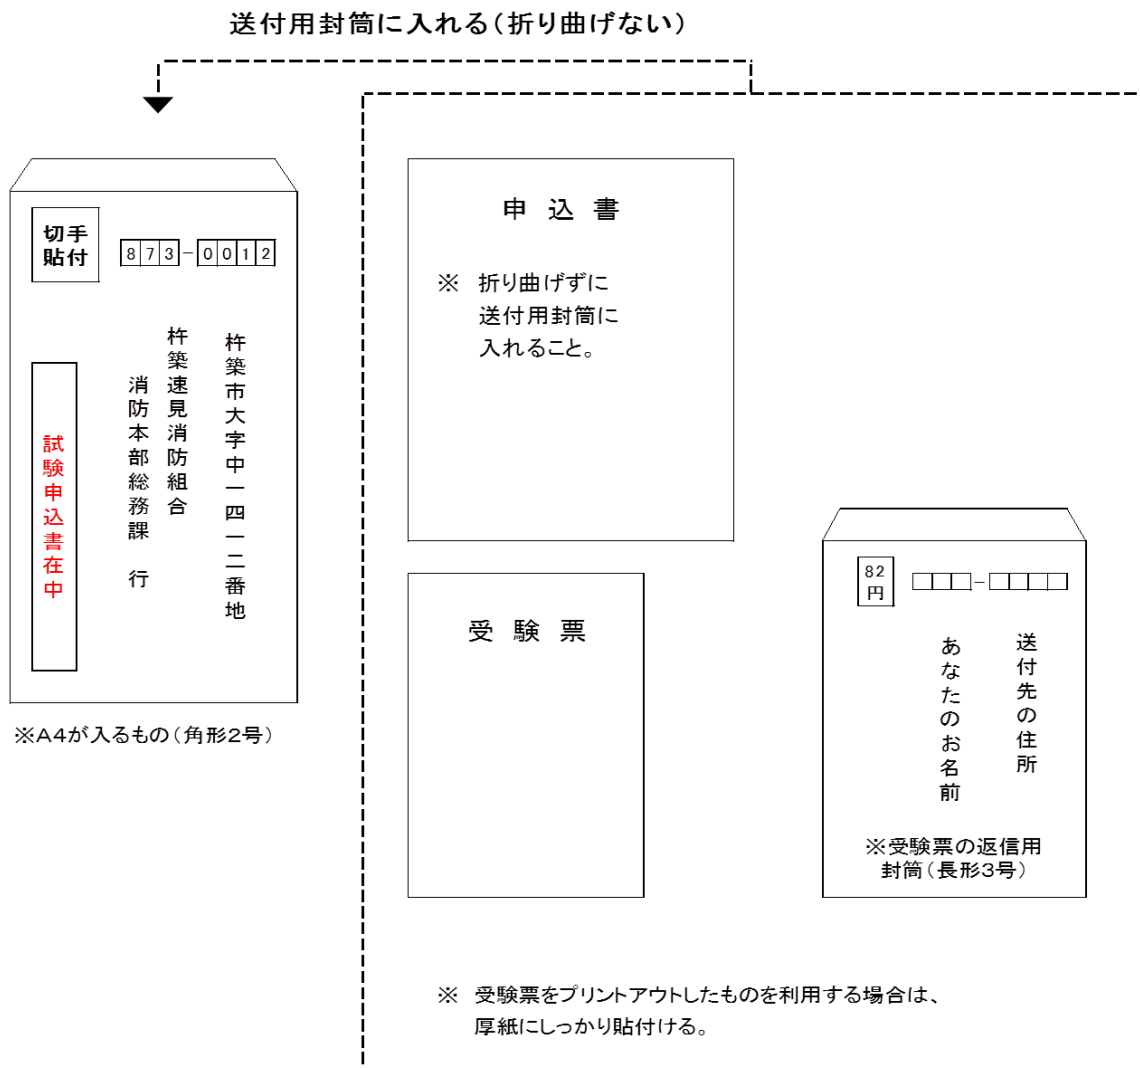 送付用封筒に入れる（折り曲げない）
切手
貼付
873-0012
杵築市大字中一四一二番地
杵築速見消防組合
消防本部総務課　行
試験申込書在中
※A4が入るもの（角形2号）
申　込　書
※　折り曲げずに
送付用封筒に
入れること。
受　験　票
82
円
送付先の住所
あなたのお名前
※受験票の返信用
封筒（長形3号）
※　受験票をプリントアウトしたものを利用する場合は、
厚紙にしっかり貼付ける。